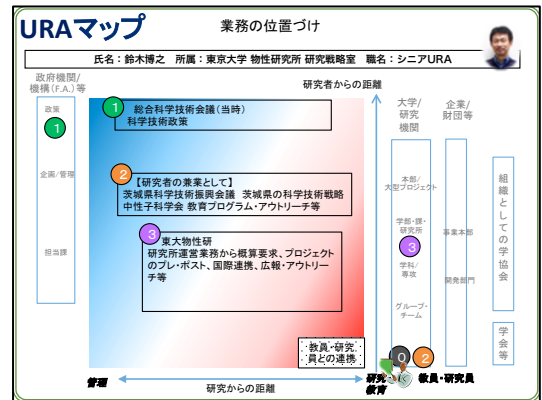 URAマップ
業務の位置づけ
氏名：鈴木博之 所属：東京大学 物性研究所 研究戦略室 職名：シニアURA
政府機関/
機構(F.A.)等
政策
1
企画/管理
担当課
研究者からの距離
1 総合科学技術会議（当時）
科学技術政策
2 【研究者の兼業として】
茨城県科学技術振興会議 茨城県の科学技術戦略
中性子科学会 教育プログラム・アウトリーチ等
3 東大物性研
研究所運営業務から概算要求、プロジェクト
のプレ・ポスト、国際連携、広報・アウトリー
チ等
教員・研究
員との連携
管理
研究からの距離
研究・
教育
大学/
研究
機関
本部/
大型プロジェクト
学部・課・
研究所
3
学科/
専攻
グループ・
チーム
0
2
教員・研究員
企業/
財団等
事業本部
開発部門
組織としての学協会
学会等